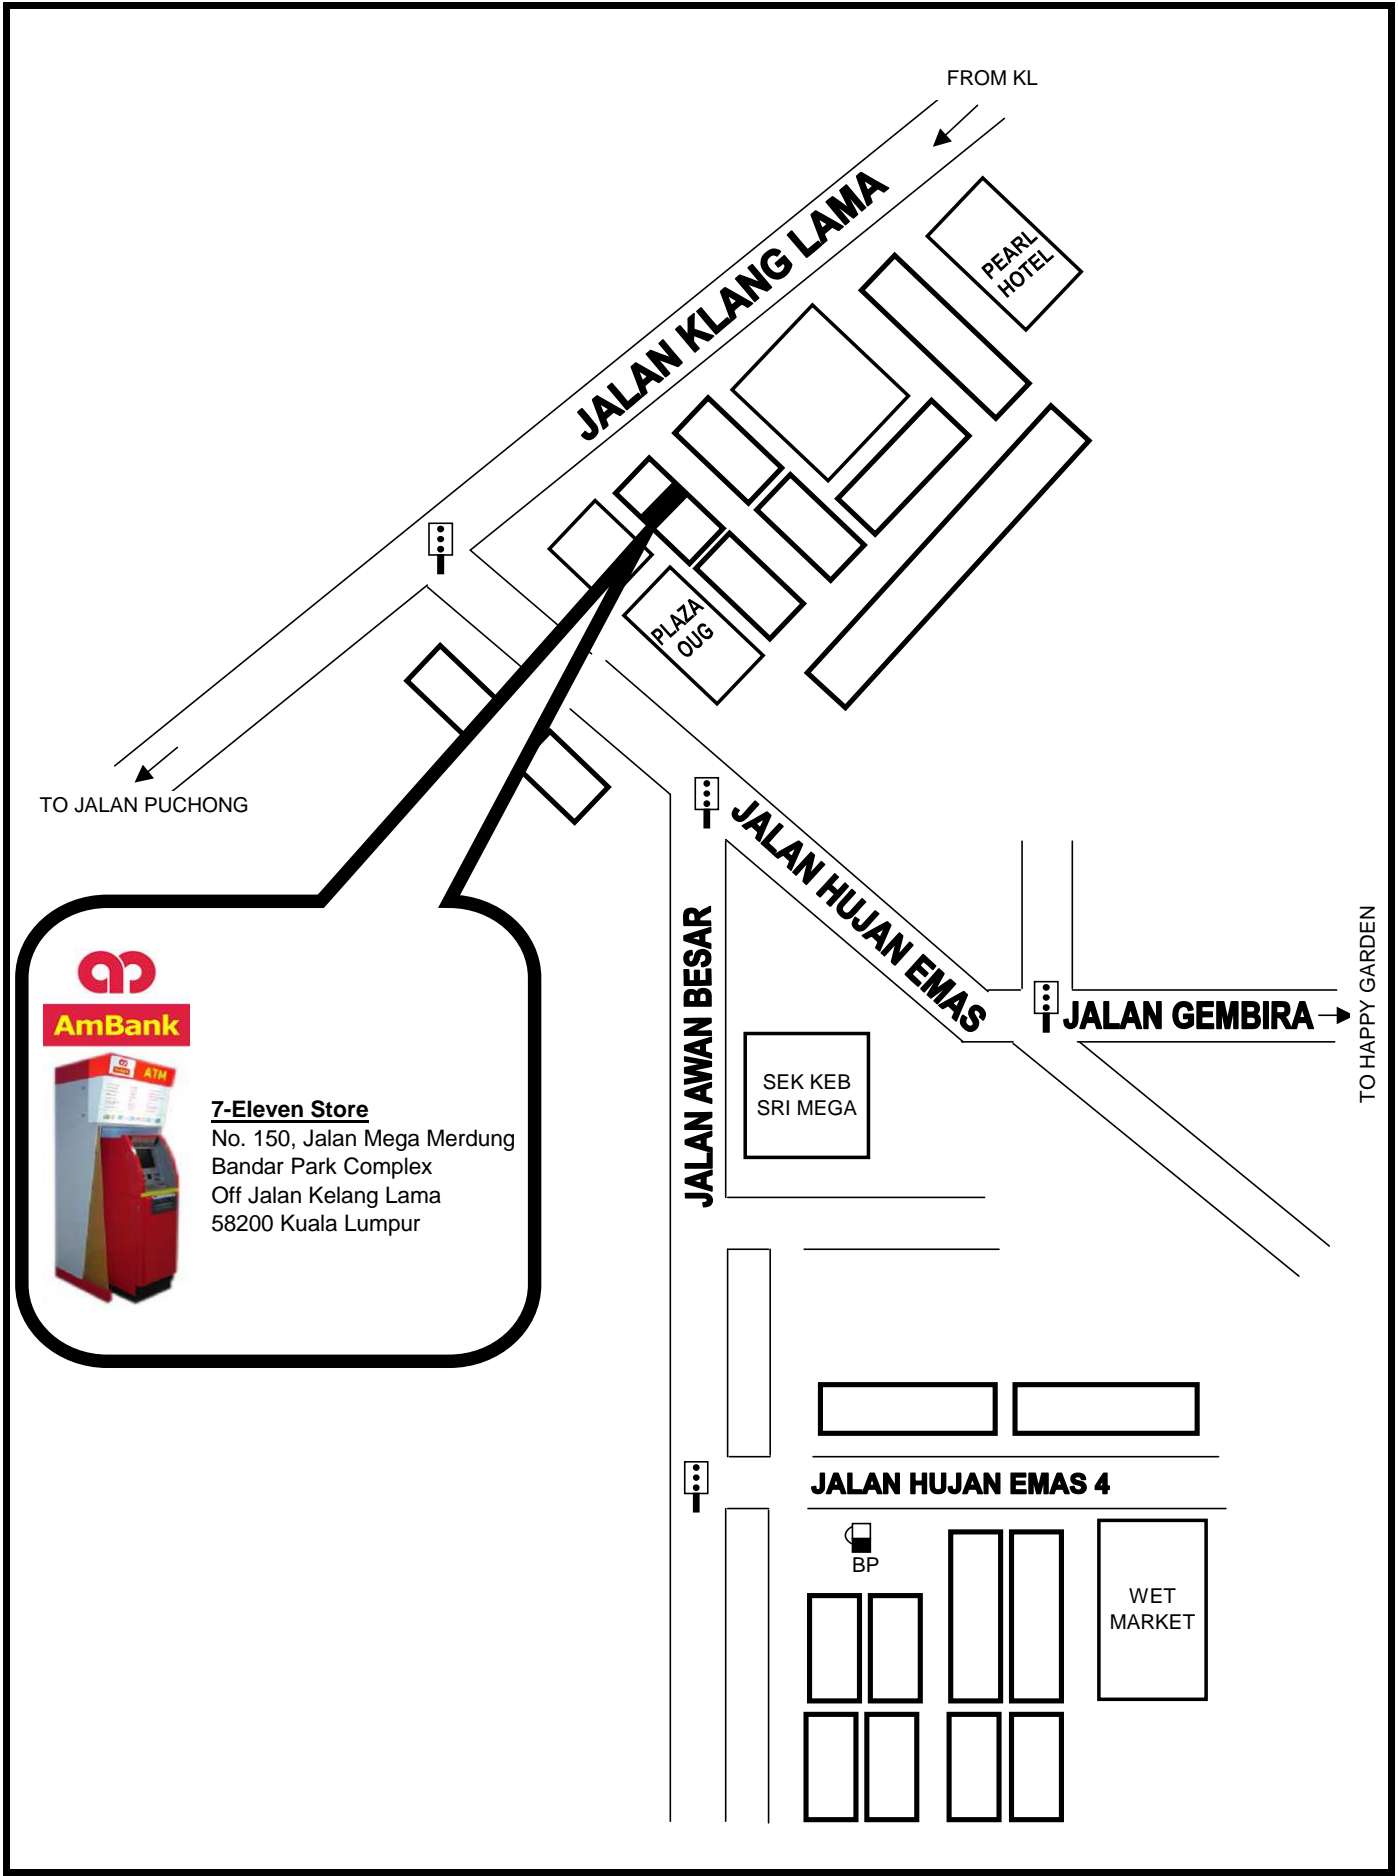 FROM KL
JALAN KLANG LAMA
PEARL
HOTEL
PLAZA
OUG
TO JALAN PUCHONG
JALAN HUJAN EMAS
JALAN AWAN BESAR
JALAN GEMBIRA
TO HAPPY GARDEN
SEK KEB
SRI MEGA
AmBank
ATM
7-Eleven Store
No. 150, Jalan Mega Merdung
Bandar Park Complex
Off Jalan Kelang Lama
58200 Kuala Lumpur
JALAN HUJAN EMAS 4
BP
WET
MARKET